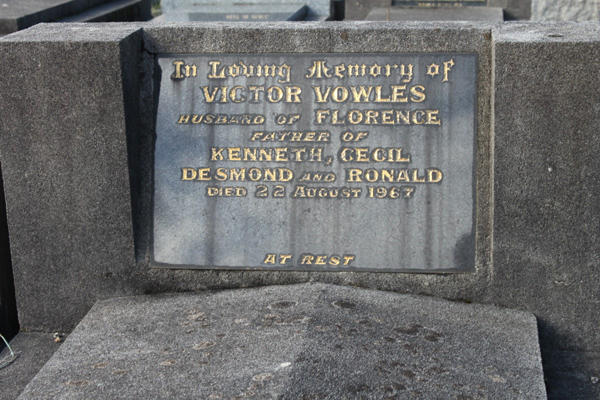 In Loving Memory of
VICTOR VOWLES
HUSBAND OF FLORENCE
FATHER OF
KENNETH, CECIL
DESMOND AND RONALD
DIED 22 AUGUST 1967
AT REST